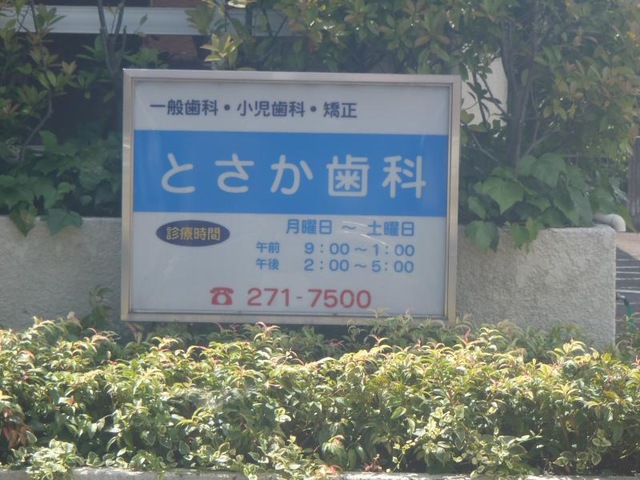 一般歯科・小児歯科・矯正
とさか歯科
診療時間
月曜日 ～ 土曜日
午前 9：00～1：00
午後 2：00～5：00
☎ 271-7500